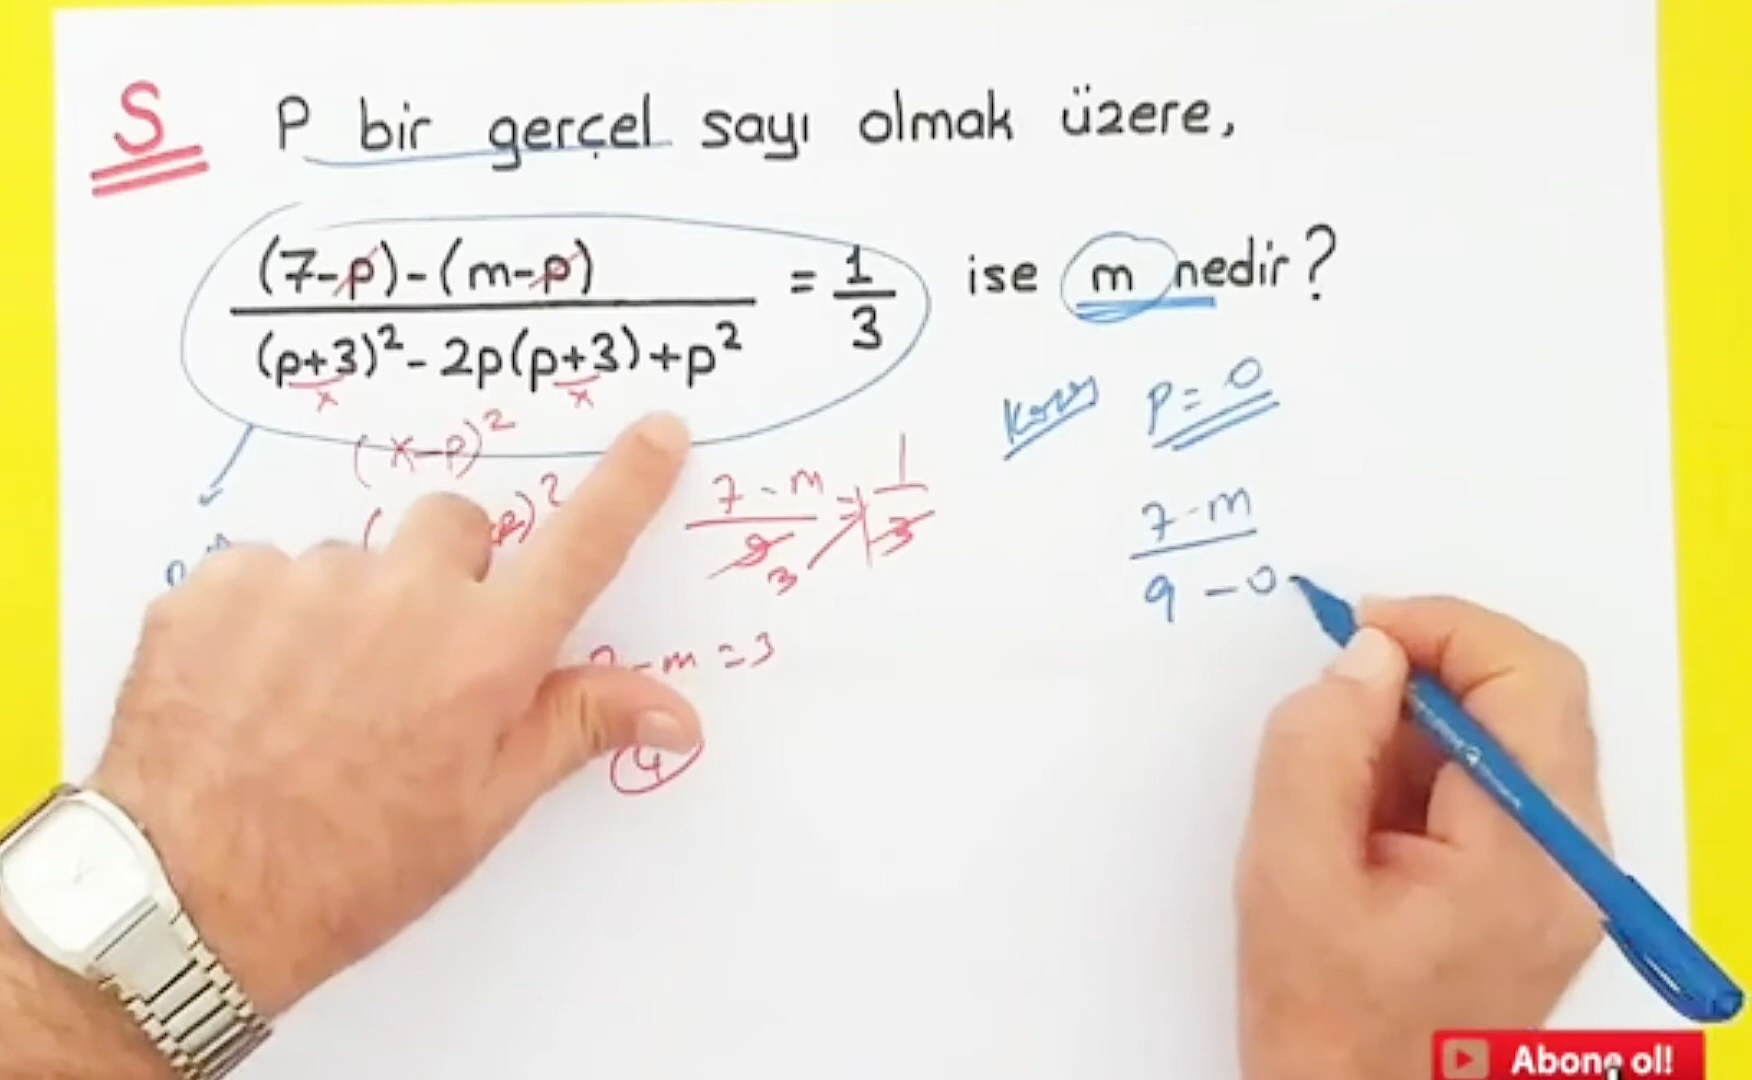 S P bir gerçel sayı olmak üzere,
(7-p)-(m-p)
= 1/3 ise m nedir?
(p+3)²-2p(p+3)+p²
x x
(x-p)²
p=0
7-m
9
3
= 1
3
7-m
9-0
-m=3
4
Abone ol!